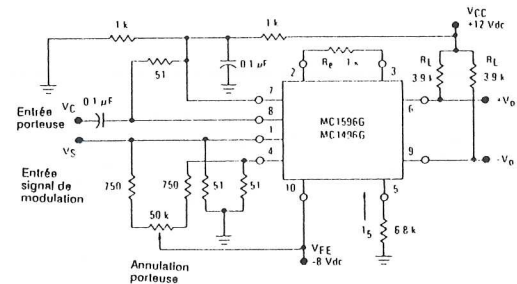 1 k
1 k
VCC
+12 Vdc
51
0.1 µF
Re 1 k
RL
3.9 k
RL
3.9 k
2
3
VC 0.1 µF
Entrée
porteuse
7
8
1
4
MC1596G
MC1496G
6
+Vo
9
-Vo
VS
Entrée
signal de
modulation
750
750
51
51
10
5
50 k
I5
6.8 k
VEE
-8 Vdc
Annulation
porteuse